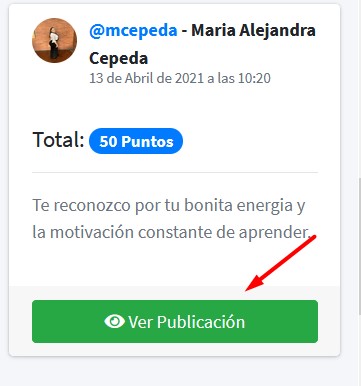 @mcepeda - Maria Alejandra
Cepeda
13 de Abril de 2021 a las 10:20
Total: 50 Puntos
Te reconozco por tu bonita energia y
la motivación constante de aprender.
Ver Publicación